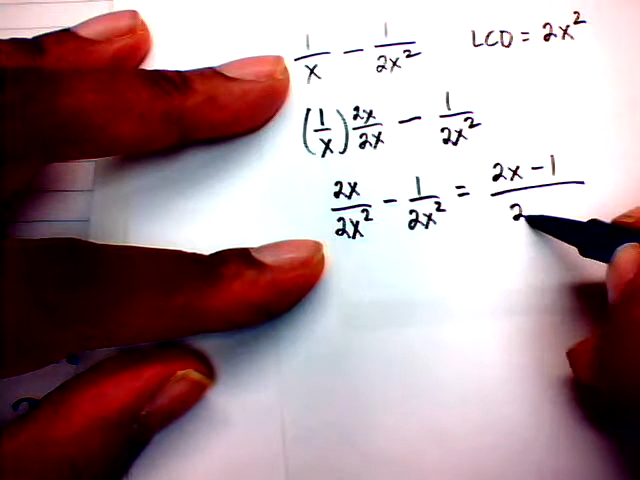 1/x - 1/2x² LCD = 2x²
(1/x) 2x/2x - 1/2x²
2x/2x² - 1/2x² = 2x - 1/2